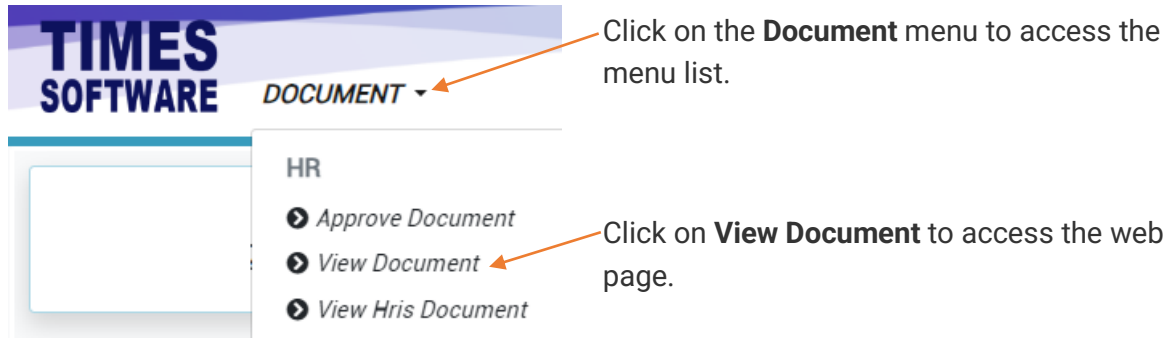 TIMES
SOFTWARE
DOCUMENT
Click on the Document menu to access the
menu list.
HR
Approve Document
View Document
View Hris Document
Click on View Document to access the web
page.